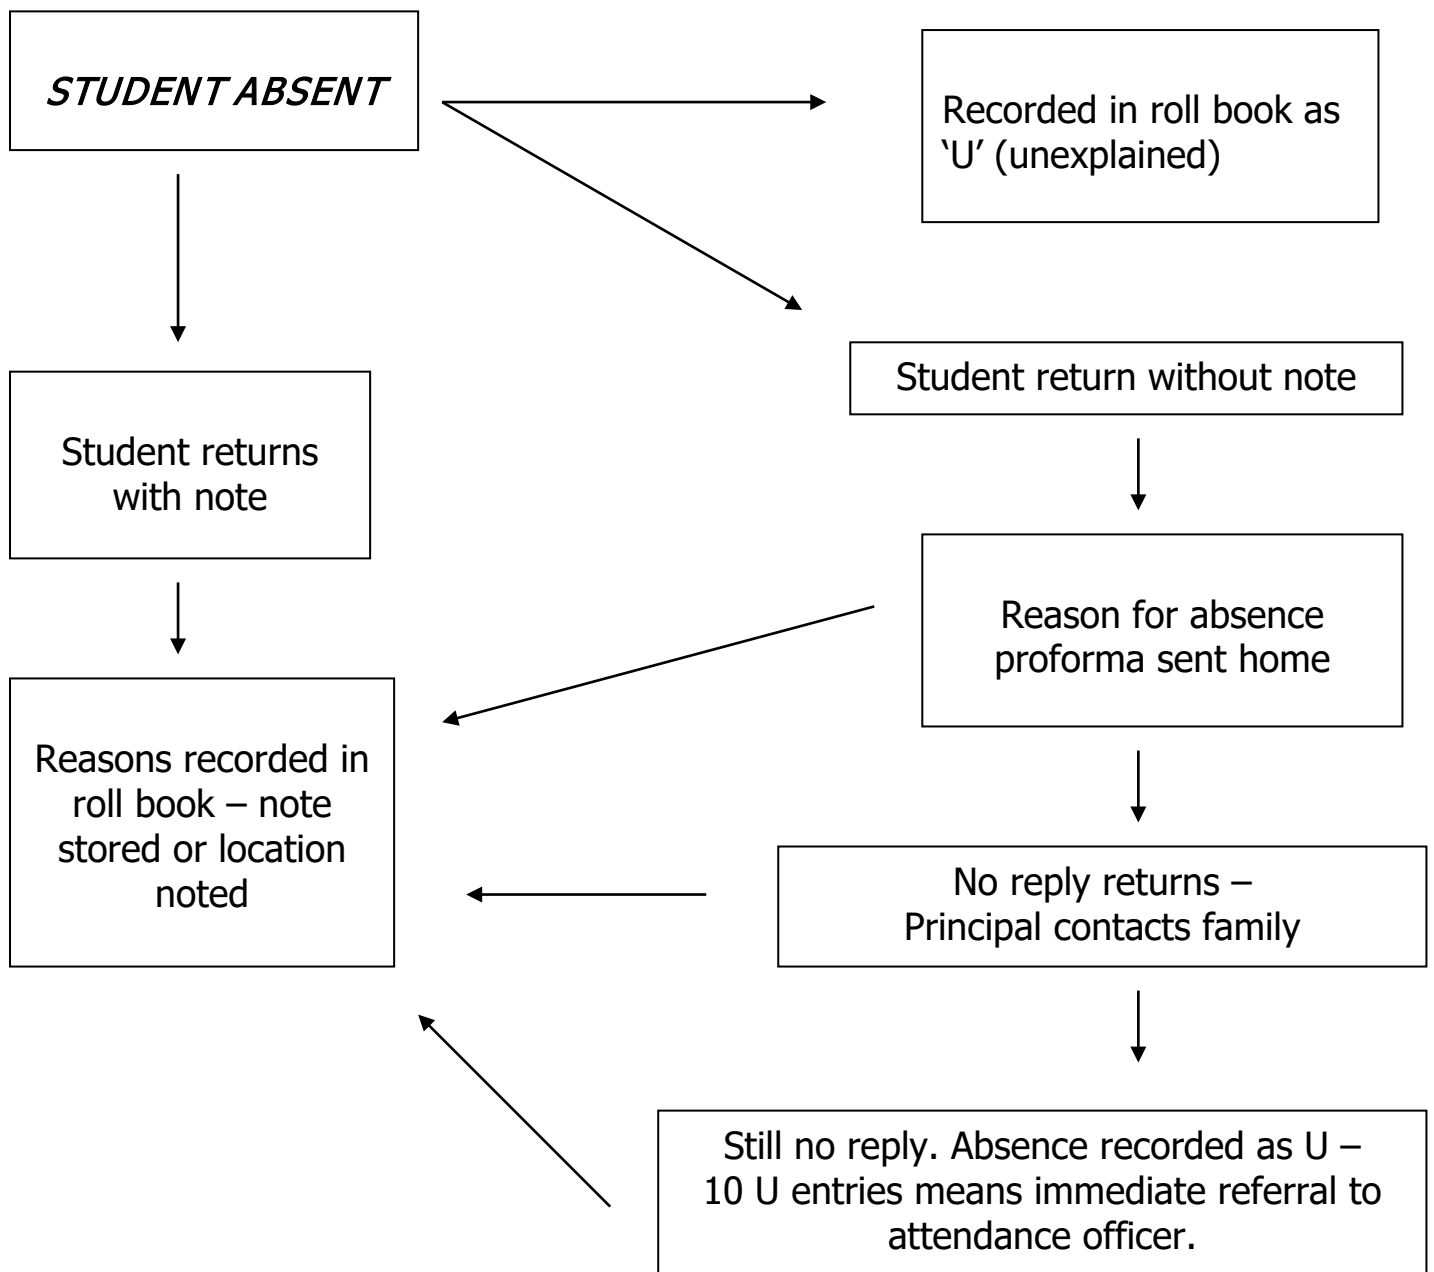 STUDENT ABSENT
Recorded in roll book as
‘U’ (unexplained)
Student return without note
Student returns
with note
Reason for absence
proforma sent home
Reasons recorded in
roll book – note
stored or location
noted
No reply returns –
Principal contacts family
Still no reply. Absence recorded as U –
10 U entries means immediate referral to
attendance officer.